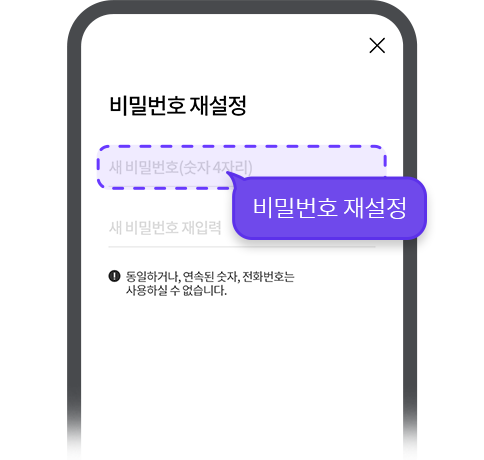 비밀번호 재설정
새 비밀번호(숫자 4자리)
비밀번호 재설정
새 비밀번호 재입력
동일하거나, 연속된 숫자, 전화번호는
사용하실 수 없습니다.